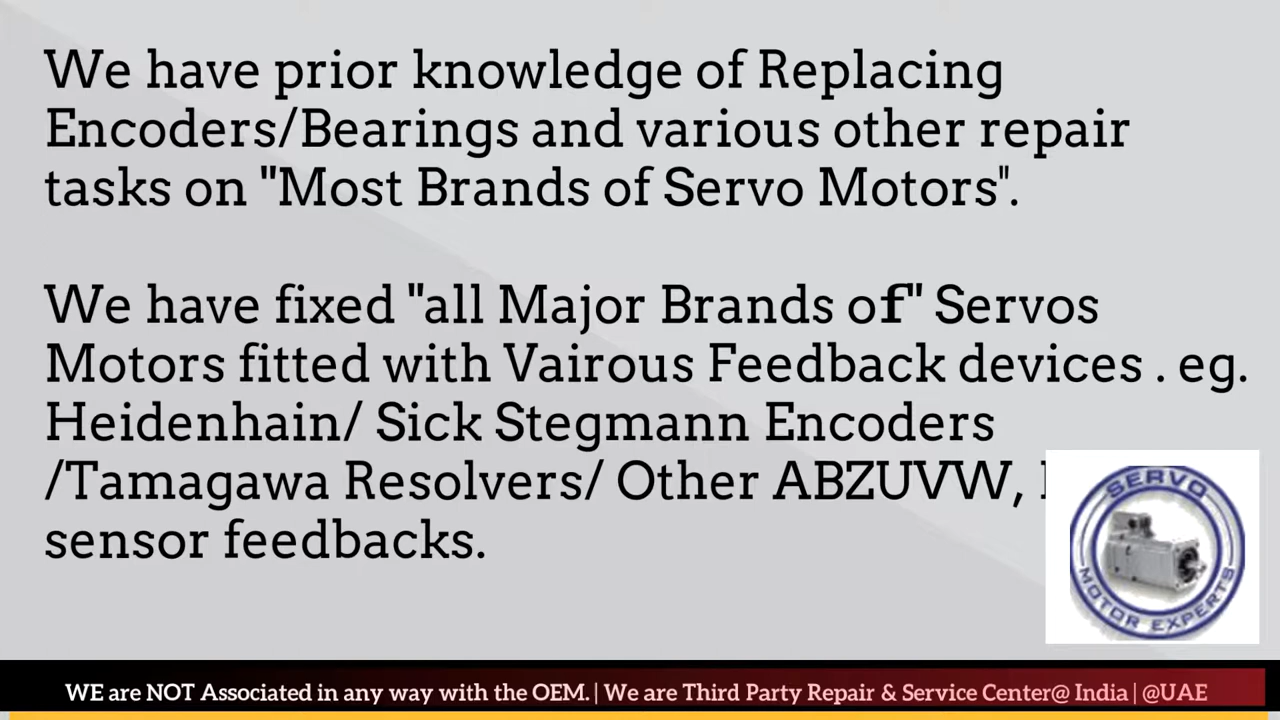 We have prior knowledge of Replacing
Encoders/Bearings and various other repair
tasks on "Most Brands of Servo Motors".
We have fixed "all Major Brands of" Servos
Motors fitted with Vairous Feedback devices . eg.
Heidenhain/ Sick Stegmann Encoders
/Tamagawa Resolvers/ Other ABZUVW,
sensor feedbacks.
SERVO
MOTOR EXPERTS
WE are NOT Associated in any way with the OEM. | We are Third Party Repair & Service Center@ India | @UAE